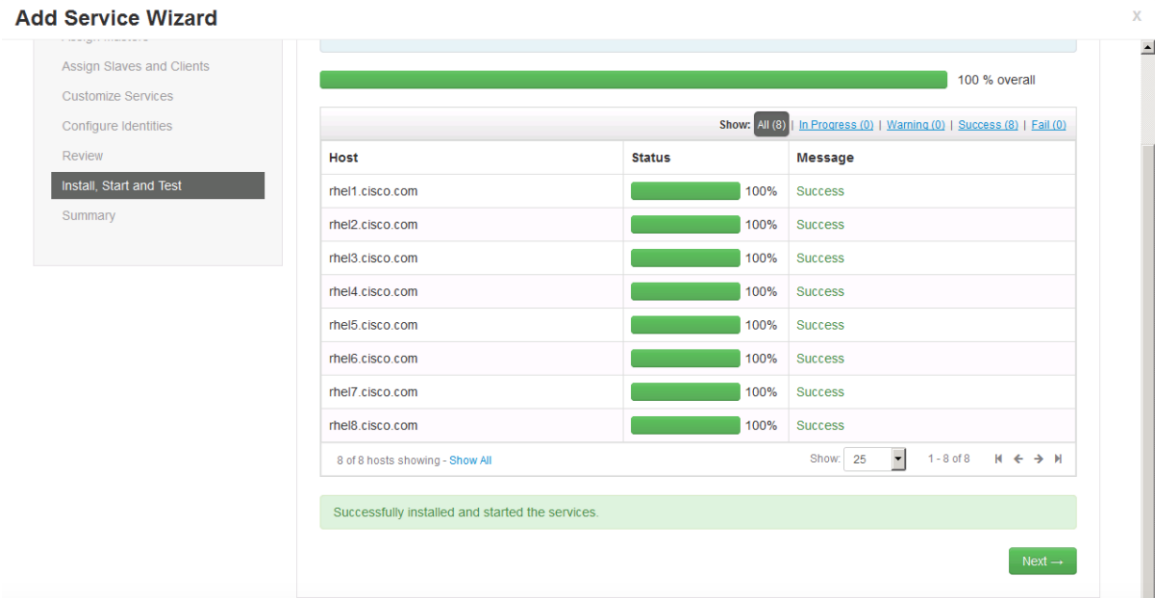 Add Service Wizard
X
Assign Slaves and Clients
Customize Services
Configure Identities
Review
Install, Start and Test
Summary
100 % overall
Show: All (8) | In Progress (0) | Warning (0) | Success (8) | Fail (0)
Host Status Message
rhel1.cisco.com 100% Success
rhel2.cisco.com 100% Success
rhel3.cisco.com 100% Success
rhel4.cisco.com 100% Success
rhel5.cisco.com 100% Success
rhel6.cisco.com 100% Success
rhel7.cisco.com 100% Success
rhel8.cisco.com 100% Success
8 of 8 hosts showing - Show All Show: 25 1 - 8 of 8
Successfully installed and started the services.
Next →